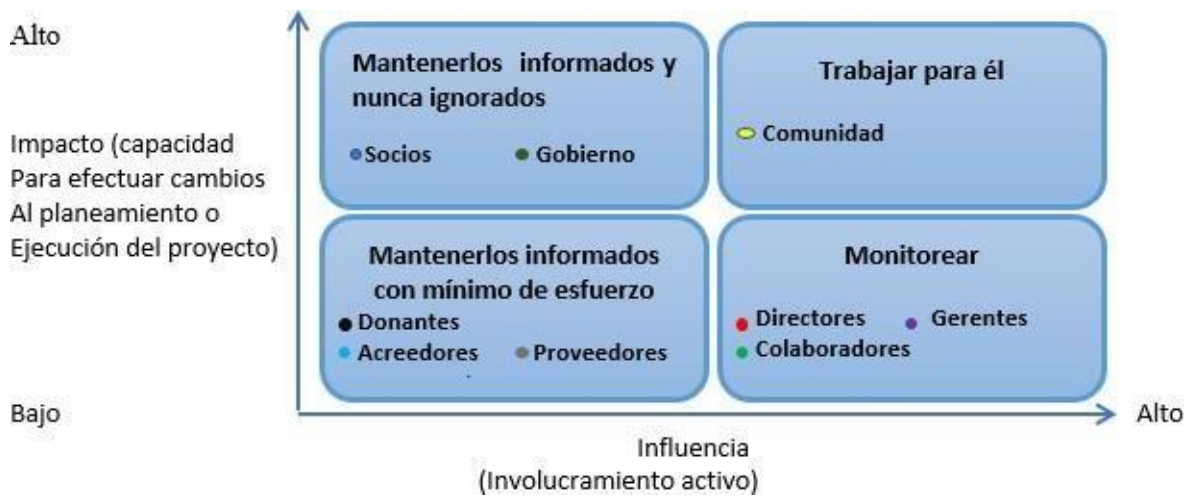 Alto
Impacto (capacidad
Para efectuar cambios
Al planeamiento o
Ejecución del proyecto)
Bajo
Mantenerlos informados y
nunca ignorados
Socios
Gobierno
Trabajar para él
Comunidad
Mantenerlos informados
con mínimo de esfuerzo
Donantes
Acreedores
Proveedores
Monitorear
Directores
Gerentes
Colaboradores
Alto
Influencia
(Involucramiento activo)